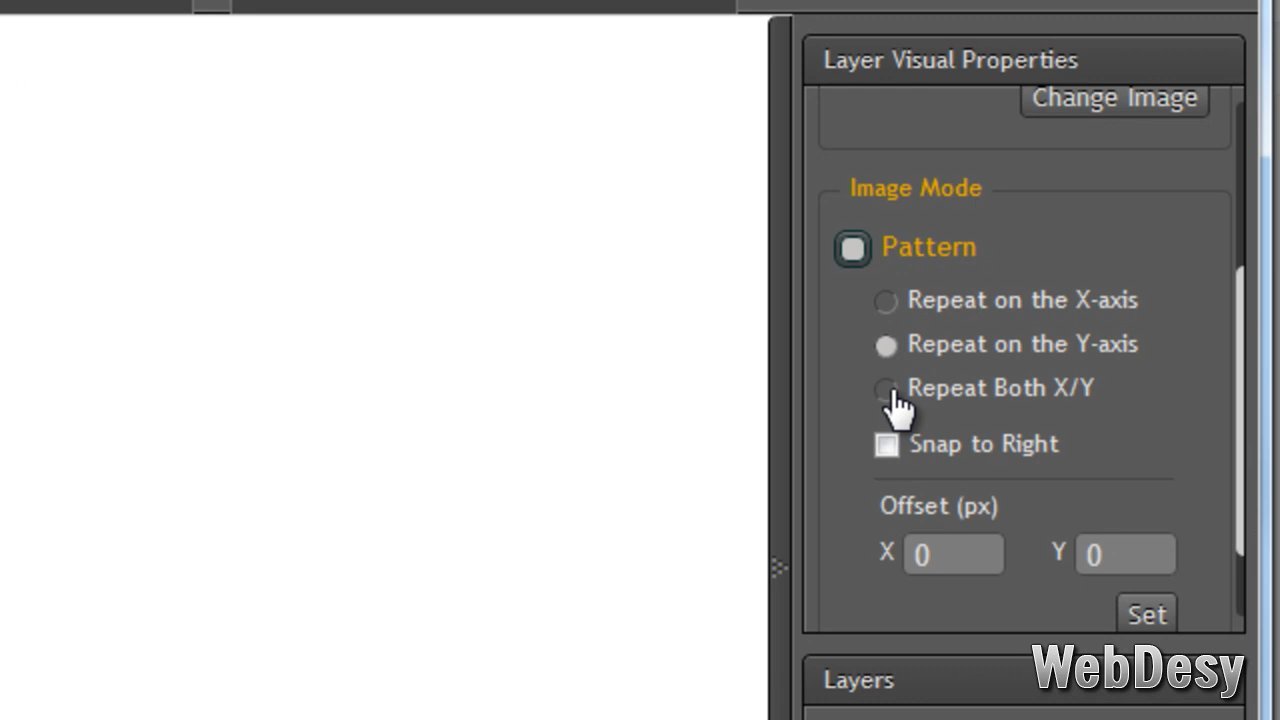 Layer Visual Properties
Change Image
Image Mode
Pattern
Repeat on the X-axis
Repeat on the Y-axis
Repeat Both X/Y
Snap to Right
Offset (px)
X 0 Y 0
Set
Layers
WebDesy